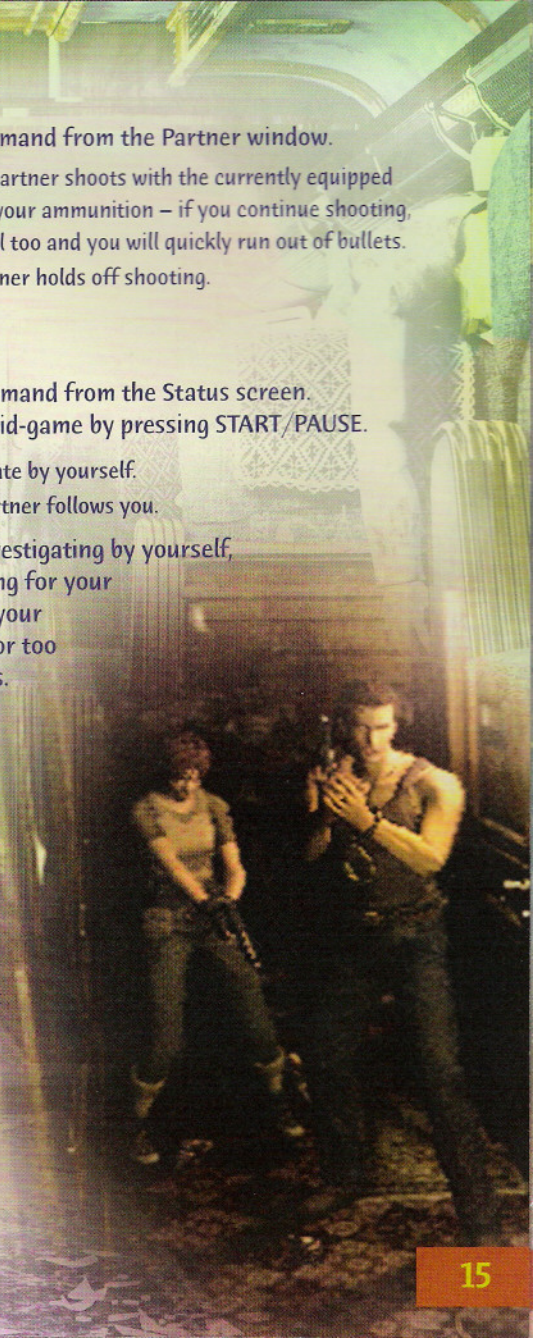 mand from the Partner window.
artner shoots with the currently equipped
your ammunition – if you continue shooting,
l too and you will quickly run out of bullets.
ner holds off shooting.
mand from the Status screen.
id-game by pressing START/PAUSE.
ate by yourself.
tner follows you.
estigating by yourself,
ng for your
your
or too
s.
15